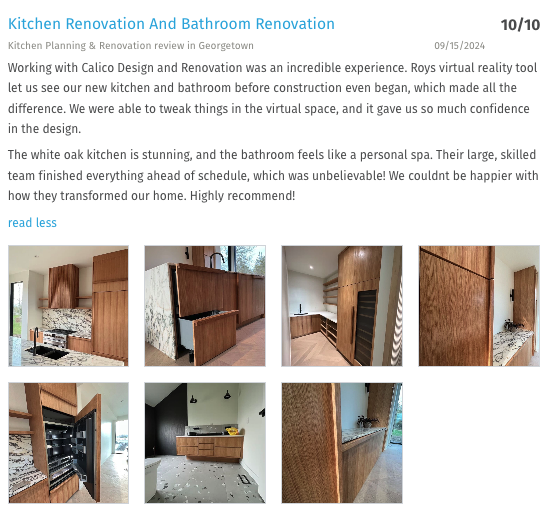 Kitchen Renovation And Bathroom Renovation
10/10
Kitchen Planning & Renovation review in Georgetown
09/15/2024
Working with Calico Design and Renovation was an incredible experience. Roys virtual reality tool
let us see our new kitchen and bathroom before construction even began, which made all the
difference. We were able to tweak things in the virtual space, and it gave us so much confidence
in the design.
The white oak kitchen is stunning, and the bathroom feels like a personal spa. Their large, skilled
team finished everything ahead of schedule, which was unbelievable! We couldnt be happier with
how they transformed our home. Highly recommend!
read less